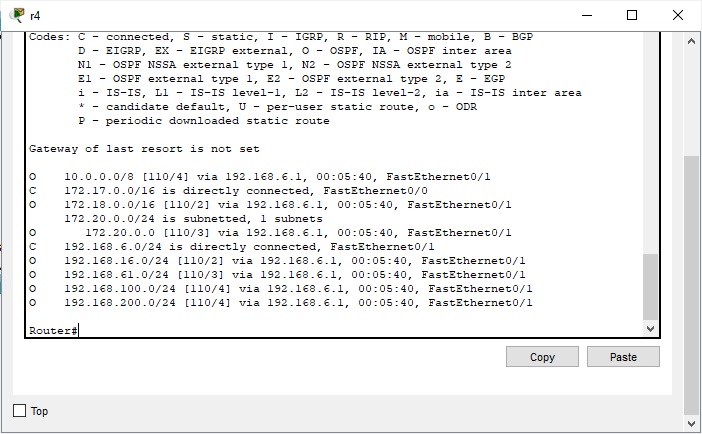 r4
Codes: C - connected, S - static, I - IGRP, R - RIP, M - mobile, B - BGP
D - EIGRP, EX - EIGRP external, O - OSPF, IA - OSPF inter area
N1 - OSPF NSSA external type 1, N2 - OSPF NSSA external type 2
E1 - OSPF external type 1, E2 - OSPF external type 2, E - EGP
i - IS-IS, L1 - IS-IS level-1, L2 - IS-IS level-2, ia - IS-IS inter area
* - candidate default, U - per-user static route, o - ODR
P - periodic downloaded static route
Gateway of last resort is not set
O 10.0.0.0/8 [110/4] via 192.168.6.1, 00:05:40, FastEthernet0/1
C 172.17.0.0/16 is directly connected, FastEthernet0/0
O 172.18.0.0/16 [110/2] via 192.168.6.1, 00:05:40, FastEthernet0/1
172.20.0.0/24 is subnetted, 1 subnets
O 172.20.0.0 [110/3] via 192.168.6.1, 00:05:40, FastEthernet0/1
C 192.168.6.0/24 is directly connected, FastEthernet0/1
O 192.168.16.0/24 [110/2] via 192.168.6.1, 00:05:40, FastEthernet0/1
O 192.168.61.0/24 [110/3] via 192.168.6.1, 00:05:40, FastEthernet0/1
O 192.168.100.0/24 [110/4] via 192.168.6.1, 00:05:40, FastEthernet0/1
O 192.168.200.0/24 [110/4] via 192.168.6.1, 00:05:40, FastEthernet0/1
Router#
Copy Paste
Top